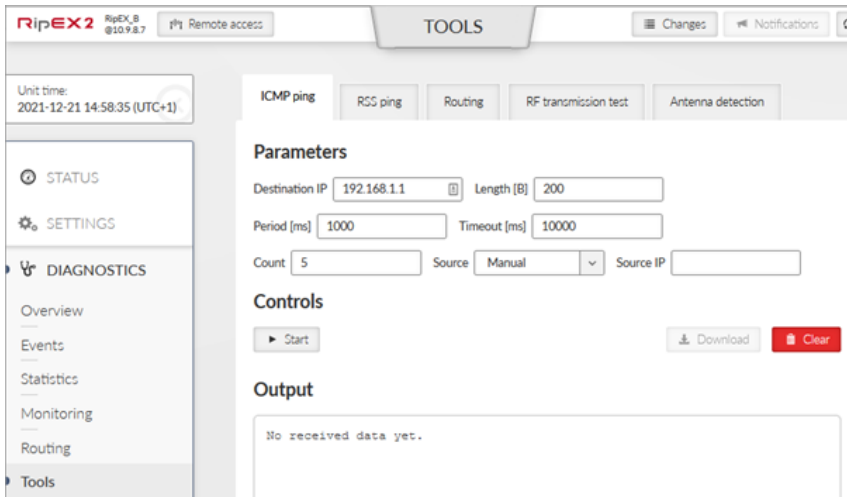 RipEX2 RipEX_B @10.9.8.7 Remote access TOOLS Changes Notifications
Unit time:
2021-12-21 14:58:35 (UTC+1)
STATUS
SETTINGS
DIAGNOSTICS
Overview
Events
Statistics
Monitoring
Routing
Tools
ICMP ping RSS ping Routing RF transmission test Antenna detection
Parameters
Destination IP 192.168.1.1 Length [B] 200
Period [ms] 1000 Timeout [ms] 10000
Count 5 Source Manual Source IP
Controls
Start Download Clear
Output
No received data yet.